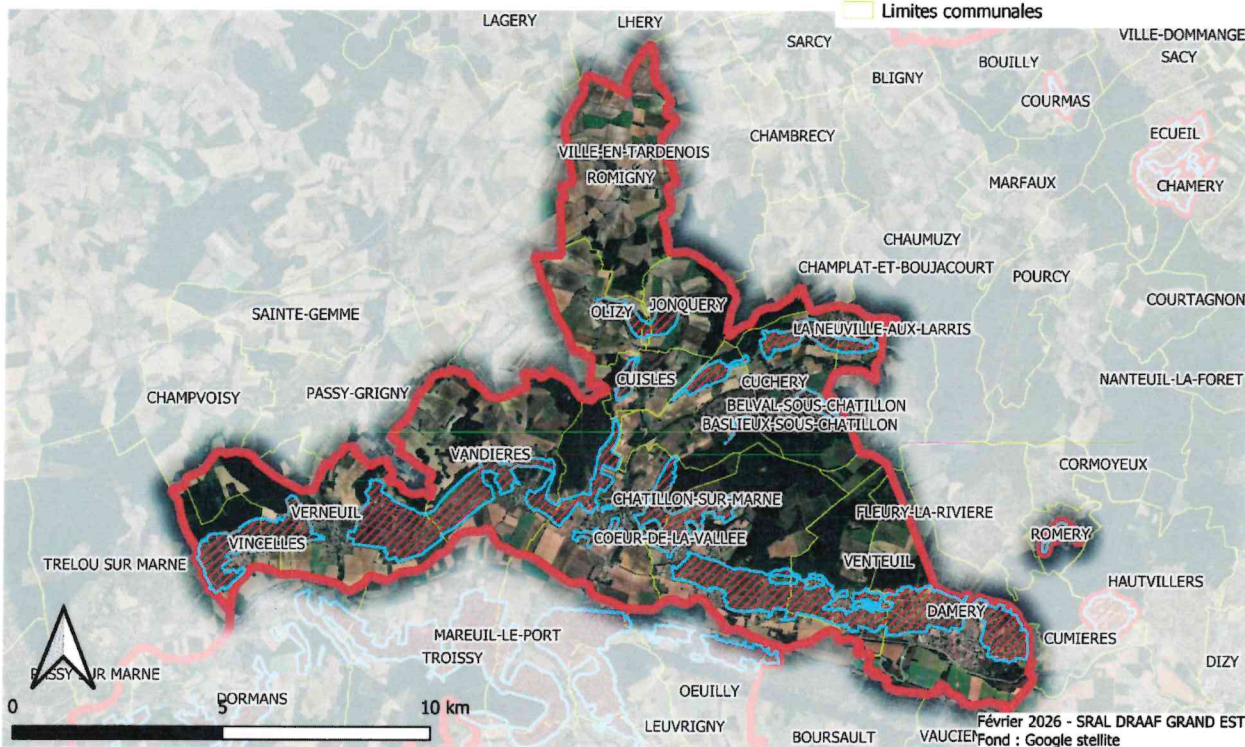 Limites communales
LAGERY
LHERY
SARCY
BLIGNY
BOUILLY
VILLE-DOMMANGE
SACY
COURMAS
ECUEIL
CHAMERY
CHAMBRECY
VILLE-EN-TARDENOIS
ROMIGNY
MARFAUX
CHAUMUZY
CHAMPLAT-ET-BOUJACOURT
POURCY
COURTAGNON
SAINTE-GEMME
OLIZY
JONQUERY
LA NEUVILLE-AUX-LARRIS
CHAMPVOISY
PASSY-GRIGNY
CUISLES
CUCHERY
NANTEUIL-LA-FORET
BELVAL-SOUS-CHATILLON
BASLIEUX-SOUS-CHATILLON
VANDIERES
CORMOYEUX
CHATILLON-SUR-MARNE
VERNEUIL
FLEURY-LA-RIVIERE
VINCELLES
COEUR-DE-LA-VALLEE
ROMERY
TRELOU SUR MARNE
VENTEUIL
HAUTVILLERS
DAMERY
MAREUIL-LE-PORT
CUMIERES
TROISSY
DIZY
SUR MARNE
DORMANS
OEUILLY
0
5
10 km
LEUVRIGNY
BOURSAULT
Février 2026 - SRAL DRAAF GRAND EST
Fond : Google stellite